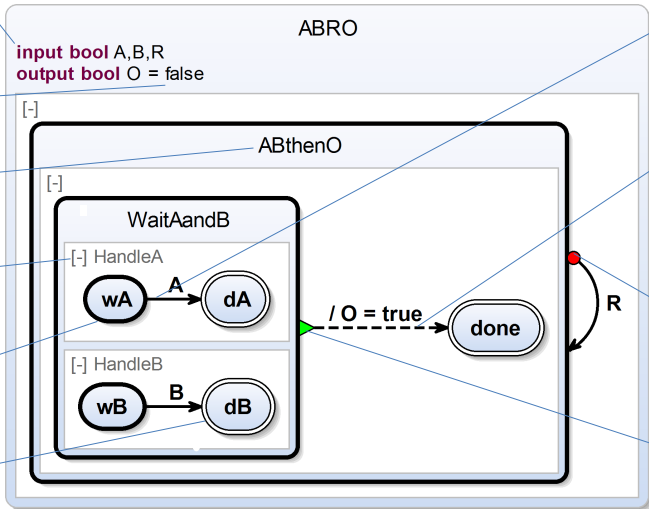 ABRO
input bool A,B,R
output bool O = false
[-]
ABthenO
[-]
WaitAandB
[-] HandleA
wA
A
dA
/ O = true
done
R
[-] HandleB
wB
B
dB